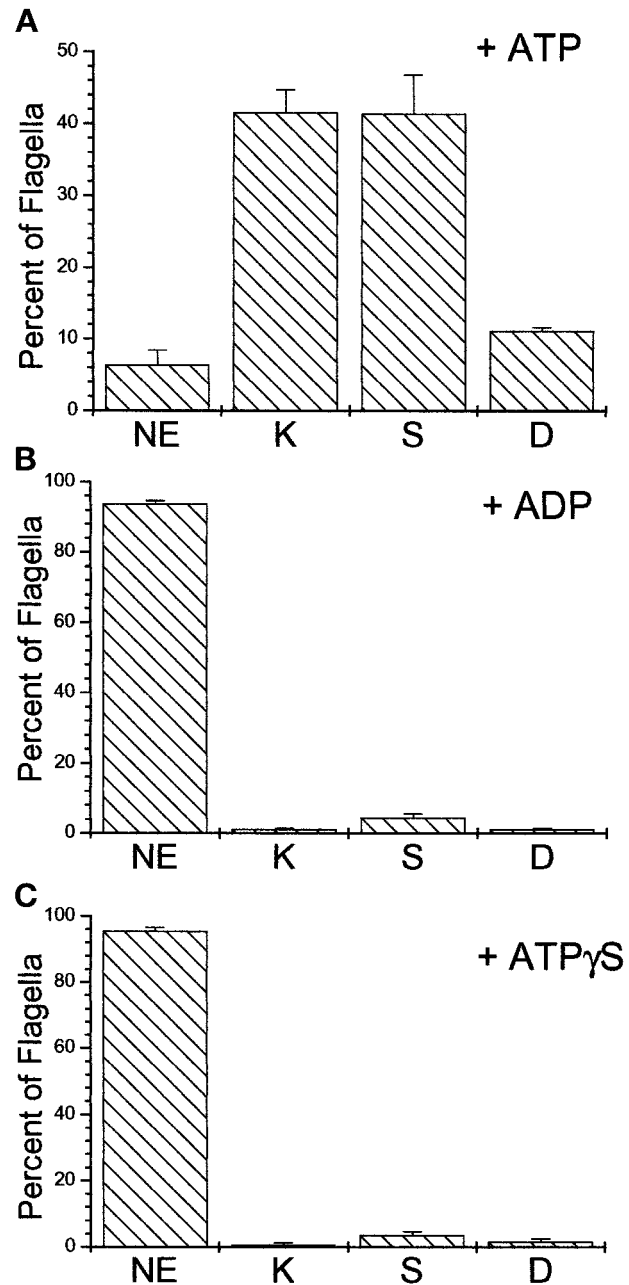 A
+ ATP
Percent of Flagella
50
40
30
20
10
0
NE K S D
B
+ ADP
Percent of Flagella
100
80
60
40
20
0
NE K S D
C
+ ATPγS
Percent of Flagella
100
80
60
40
20
0
NE K S D